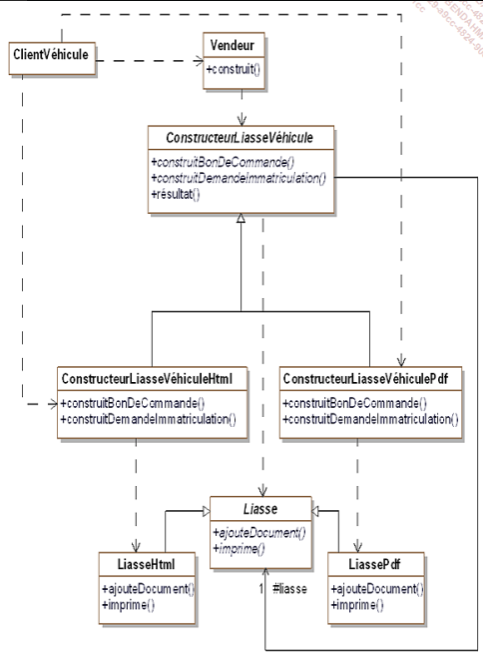 ClientVéhicule
Vendeur
+construit()
ConstructeurLiasseVéhicule
+construitBonDeCommande()
+construitDemandeImmatriculation()
+résultat()
ConstructeurLiasseVéhiculeHtml
+construitBonDeCommande()
+construitDemandeImmatriculation()
ConstructeurLiasseVéhiculePdf
+construitBonDeCommande()
+construitDemandeImmatriculation()
Liasse
+ajouteDocument()
+imprime()
LiasseHtml
+ajouteDocument()
+imprime()
1 #liasse
LiassePdf
+ajouteDocument()
+imprime()